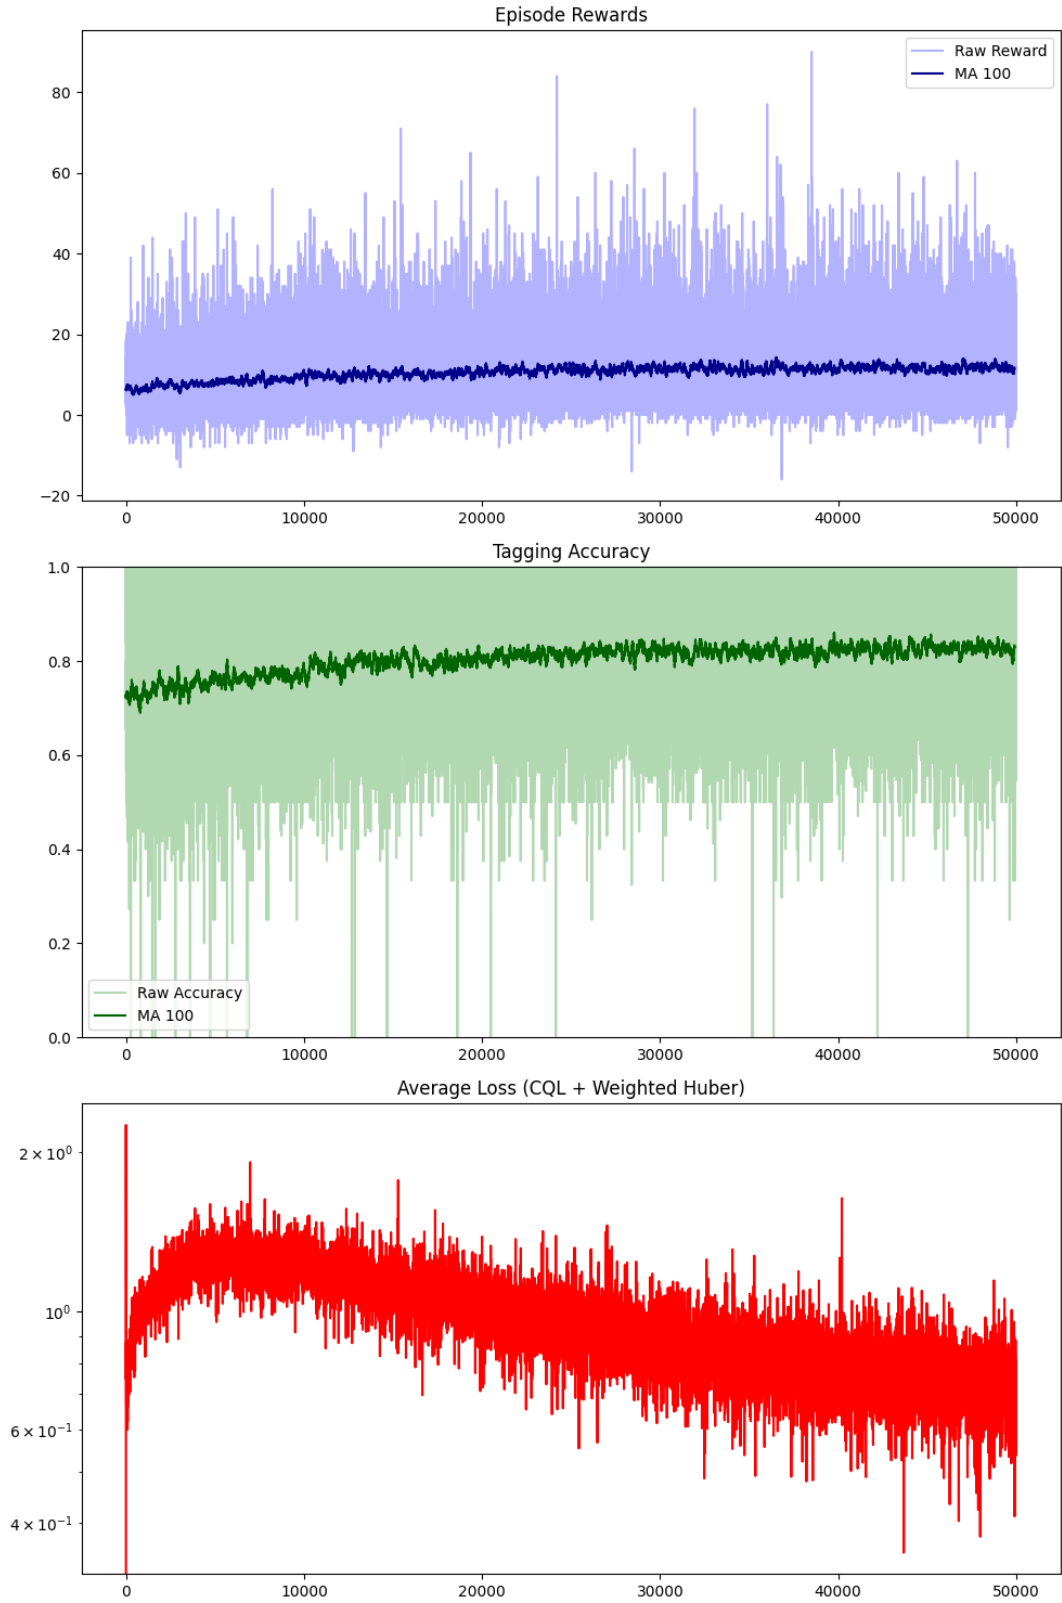 Episode Rewards
Raw Reward
MA 100
80
60
40
20
0
−20
0 10000 20000 30000 40000 50000
Tagging Accuracy
1.0
0.8
0.6
0.4
0.2
0.0
Raw Accuracy
MA 100
0 10000 20000 30000 40000 50000
Average Loss (CQL + Weighted Huber)
2 × 10⁰
10⁰
6 × 10⁻¹
4 × 10⁻¹
0 10000 20000 30000 40000 50000